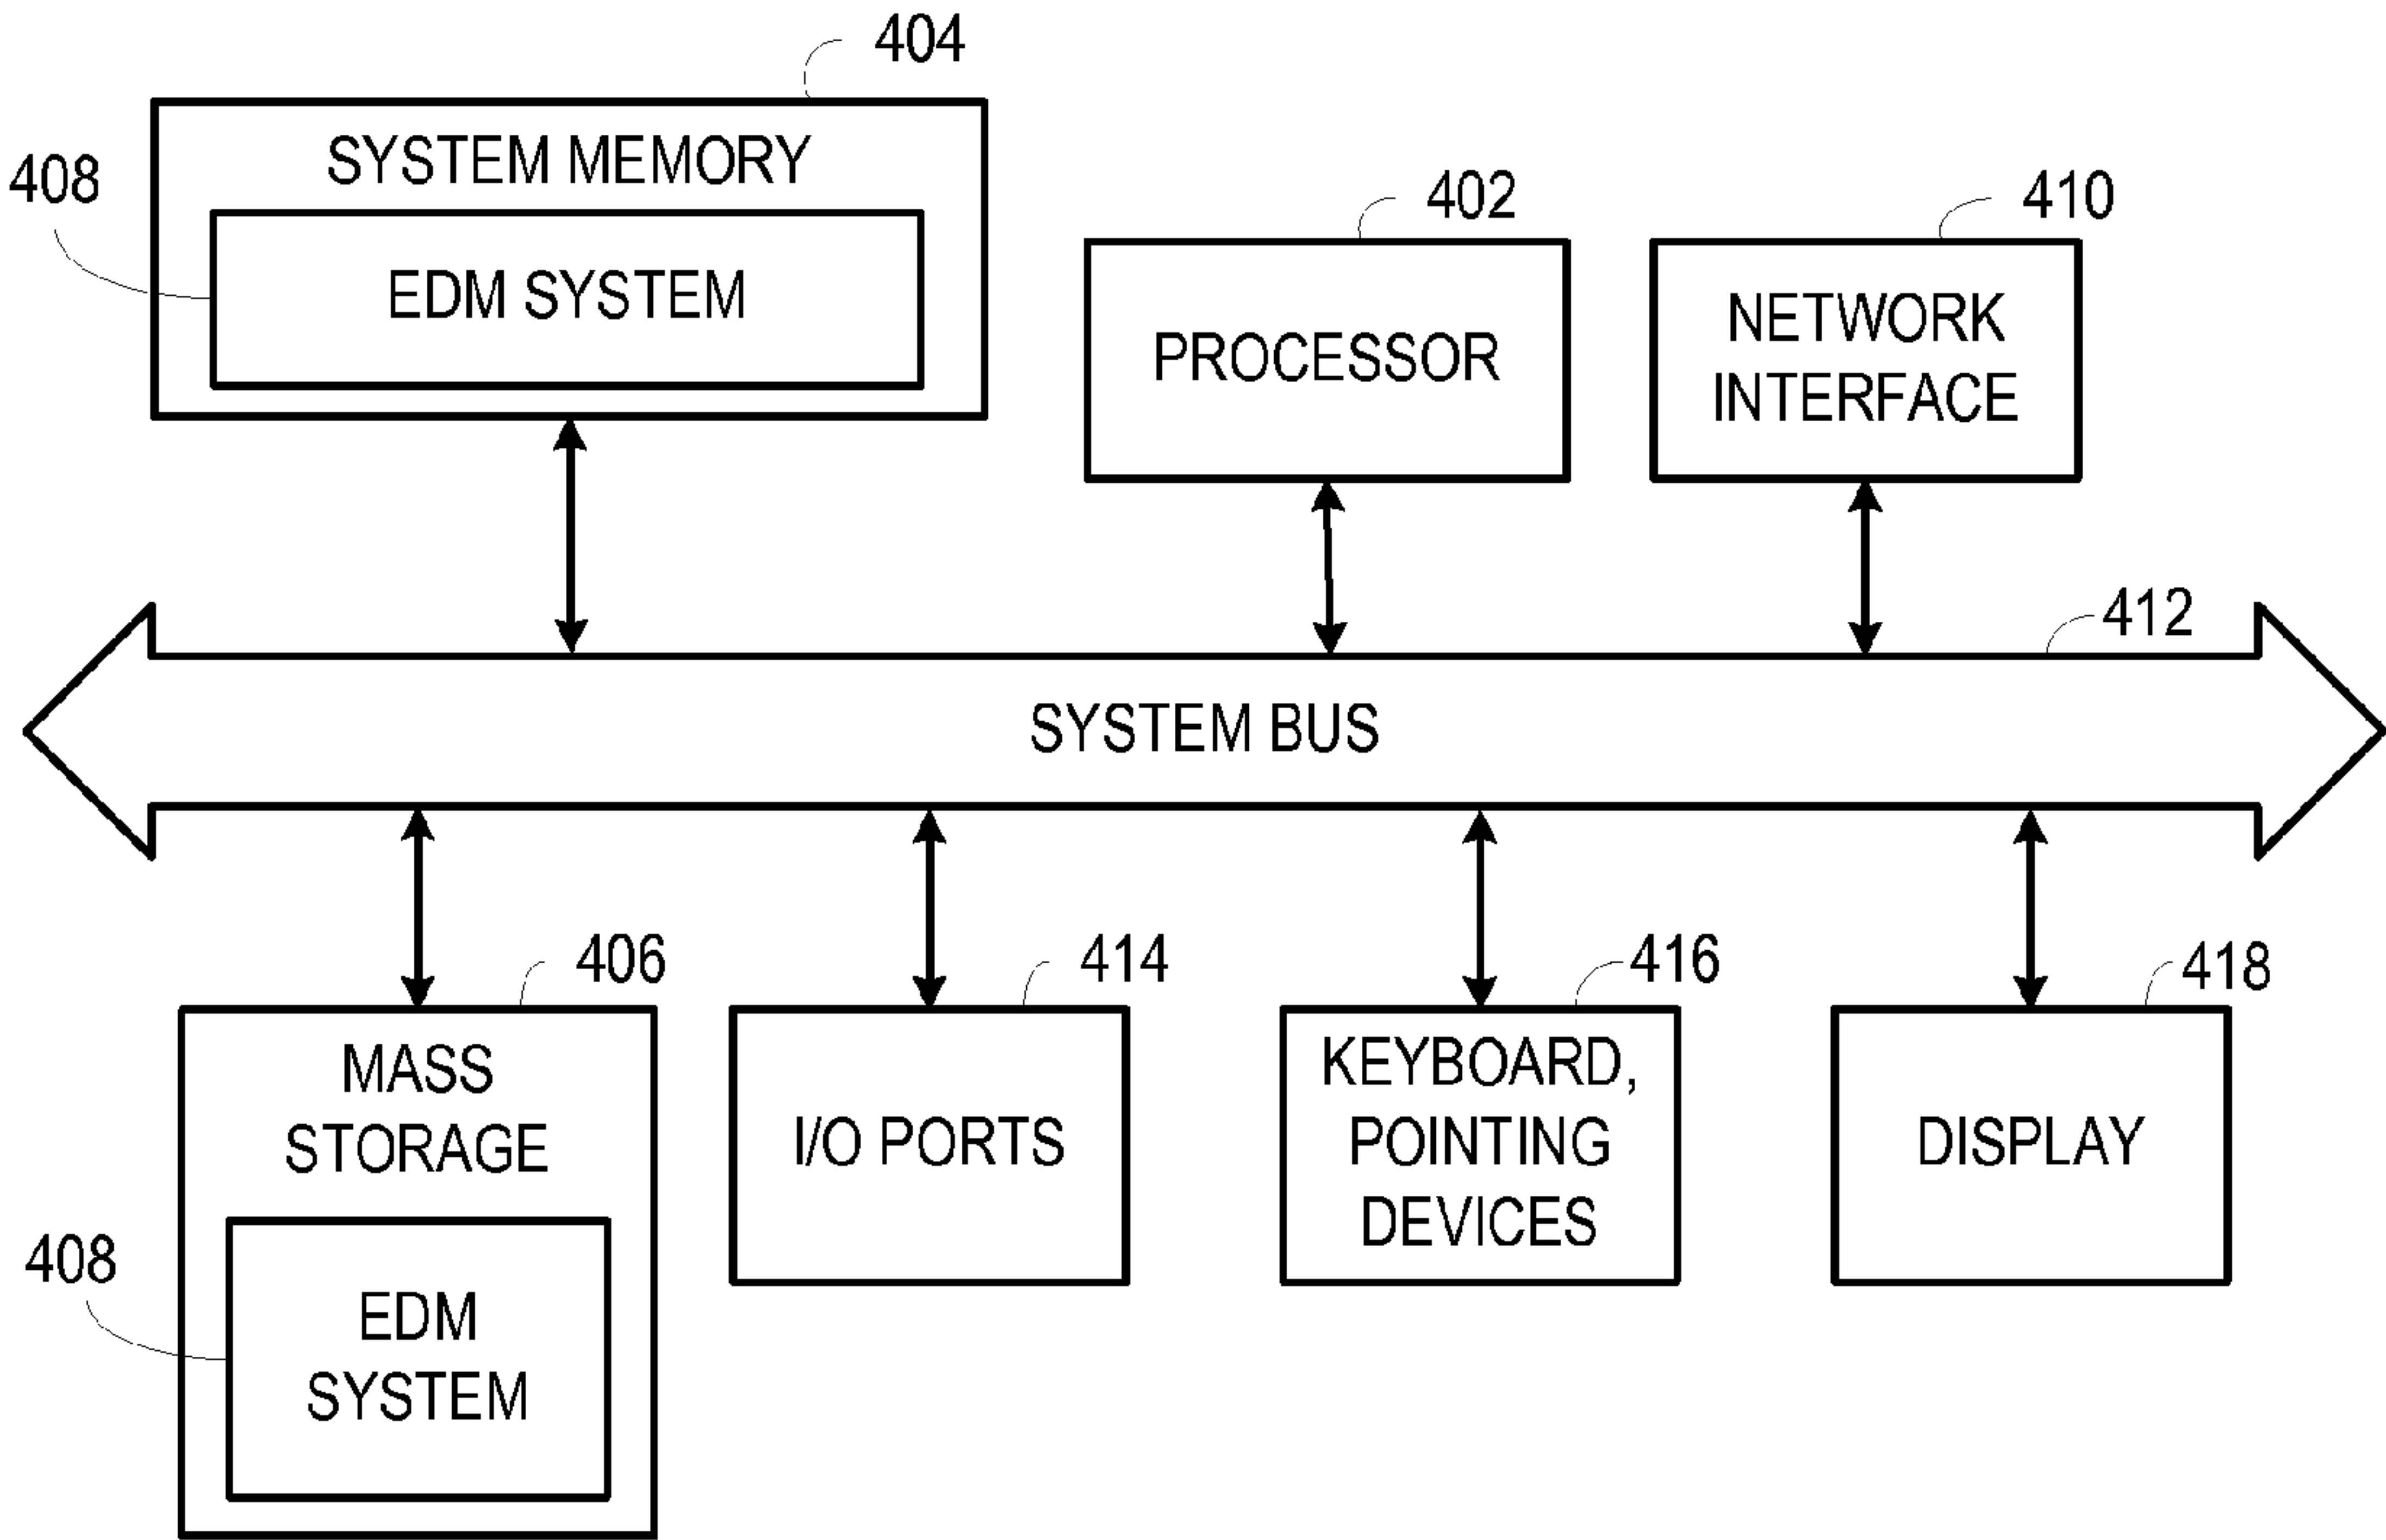 404
SYSTEM MEMORY
408
EDM SYSTEM
402
PROCESSOR
410
NETWORK
INTERFACE
412
SYSTEM BUS
406
MASS
STORAGE
408
EDM
SYSTEM
414
I/O PORTS
416
KEYBOARD,
POINTING
DEVICES
418
DISPLAY